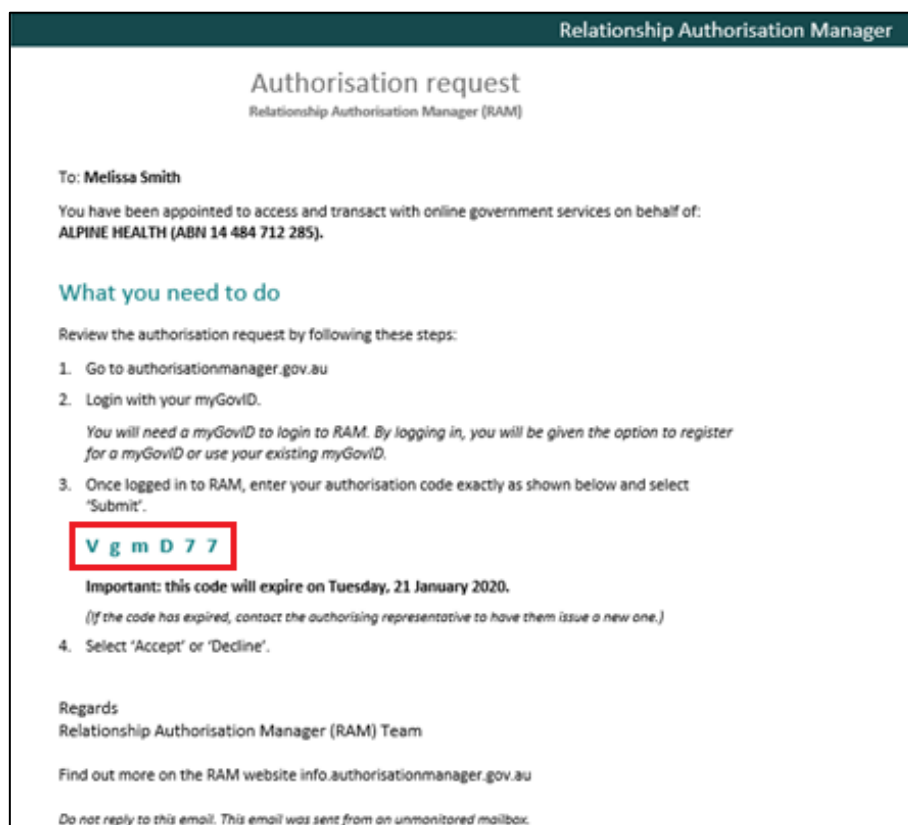 Relationship Authorisation Manager
Authorisation request
Relationship Authorisation Manager (RAM)
To: Melissa Smith
You have been appointed to access and transact with online government services on behalf of:
ALPINE HEALTH (ABN 14 484 712 285).
What you need to do
Review the authorisation request by following these steps:
1. Go to authorisationmanager.gov.au
2. Login with your myGovID.
You will need a myGovID to login to RAM. By logging in, you will be given the option to register
for a myGovID or use your existing myGovID.
3. Once logged in to RAM, enter your authorisation code exactly as shown below and select
'Submit'.
V g m D 7 7
Important: this code will expire on Tuesday, 21 January 2020.
(If the code has expired, contact the authorising representative to have them issue a new one.)
4. Select 'Accept' or 'Decline'.
Regards
Relationship Authorisation Manager (RAM) Team
Find out more on the RAM website info.authorisationmanager.gov.au
Do not reply to this email. This email was sent from an unmonitored mailbox.